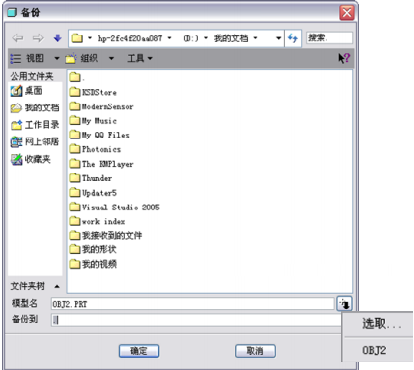 备份
hp-2fc4f20aa087 (D:) 我的文档 搜索
视图 组织 工具
公用文件夹
桌面
我的文档
工作目录
网上邻居
收藏夹
.
KSDStore
ModernSensor
My Music
My QQ Files
Photonics
The KMPlayer
Thunder
Updater5
Visual Studio 2005
work index
我接收到的文件
我的形状
我的视频
文件夹树
模型名 OBJ2.PRT
备份到
选取...
OBJ2
确定 取消